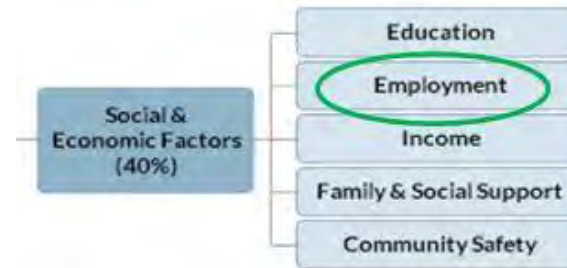 Education
Employment
Social &
Economic Factors
(40%)
Income
Family & Social Support
Community Safety